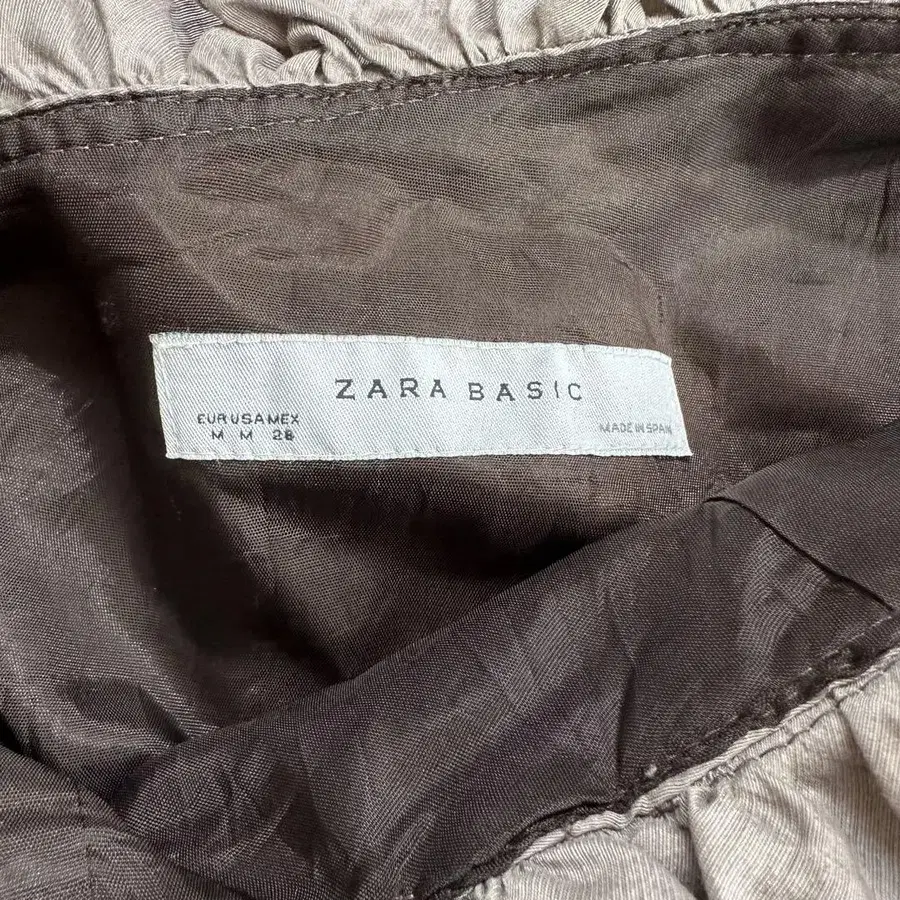 ZARA BASIC
EUR USA MEX
M M 28
MADE IN SPAIN